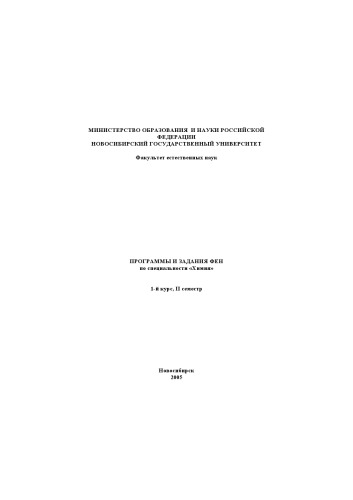 МИНИСТЕРСТВО ОБРАЗОВАНИЯ И НАУКИ РОССИЙСКОЙ
ФЕДЕРАЦИИ
НОВОСИБИРСКИЙ ГОСУДАРСТВЕННЫЙ УНИВЕРСИТЕТ
Факультет естественных наук
ПРОГРАММЫ И ЗАДАНИЯ ФЕН
по специальности «Химия»
1-й курс, II семестр
Новосибирск
2005